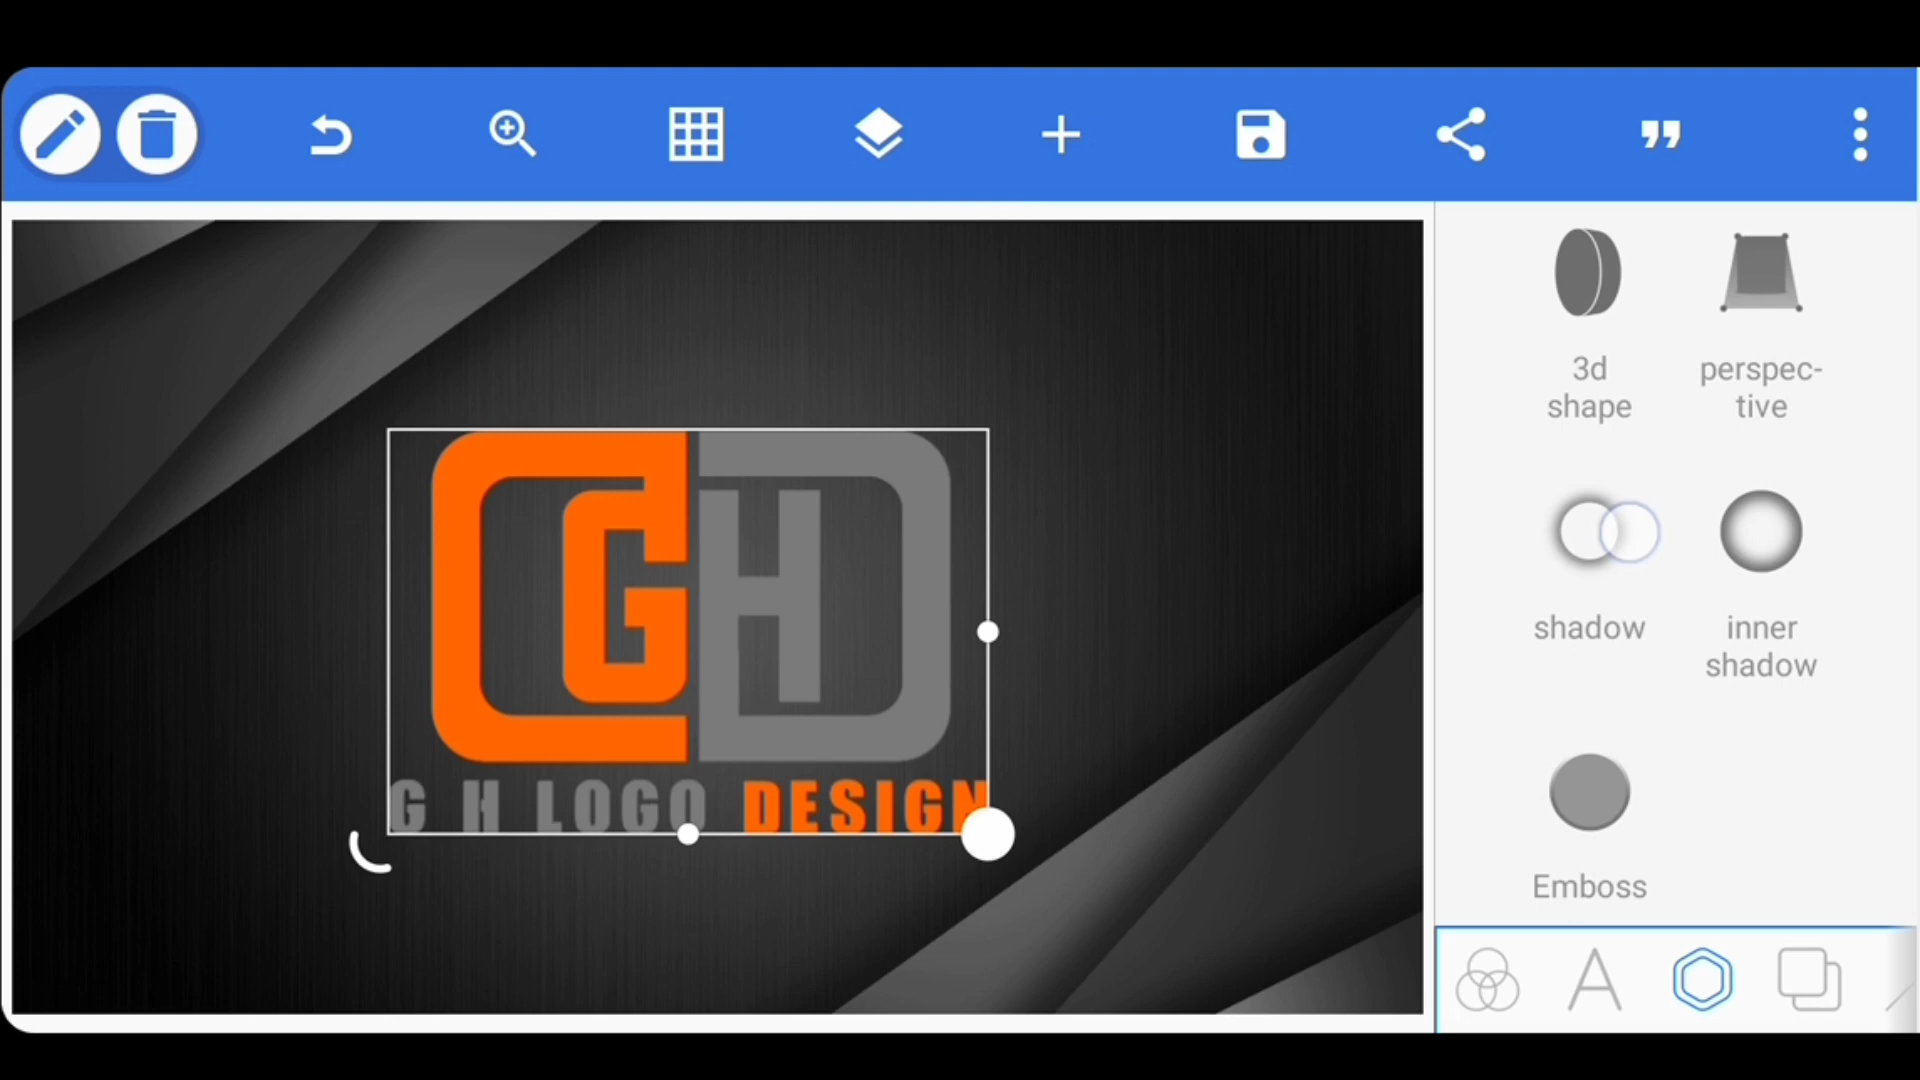 3d
shape
perspec-
tive
shadow
inner
shadow
Emboss
GH
G H LOGO DESIGN